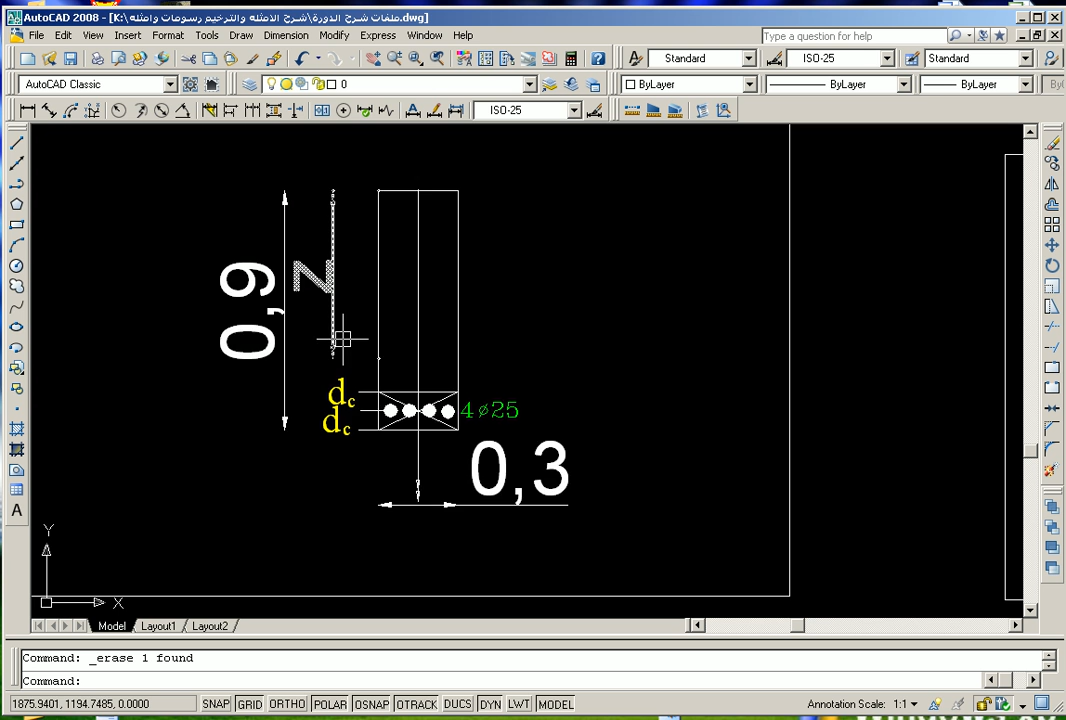 AutoCAD 2008 - [K:\ملفات شرح الدورة\شرح الامثله والترخيم رسومات وامثله.dwg]
File Edit View Insert Format Tools Draw Dimension Modify Express Window Help Type a question for help
Standard ISO-25 Standard
AutoCAD Classic 0 ByLayer ByLayer ByLayer By
ISO-25
0,9
Z
dc
dc
4ø25
0,3
Y
X
Model Layout1 Layout2
Command: _erase 1 found
Command:
1875.9401, 1194.7485, 0.0000 SNAP GRID ORTHO POLAR OSNAP OTRACK DUCS DYN LWT MODEL Annotation Scale: 1:1